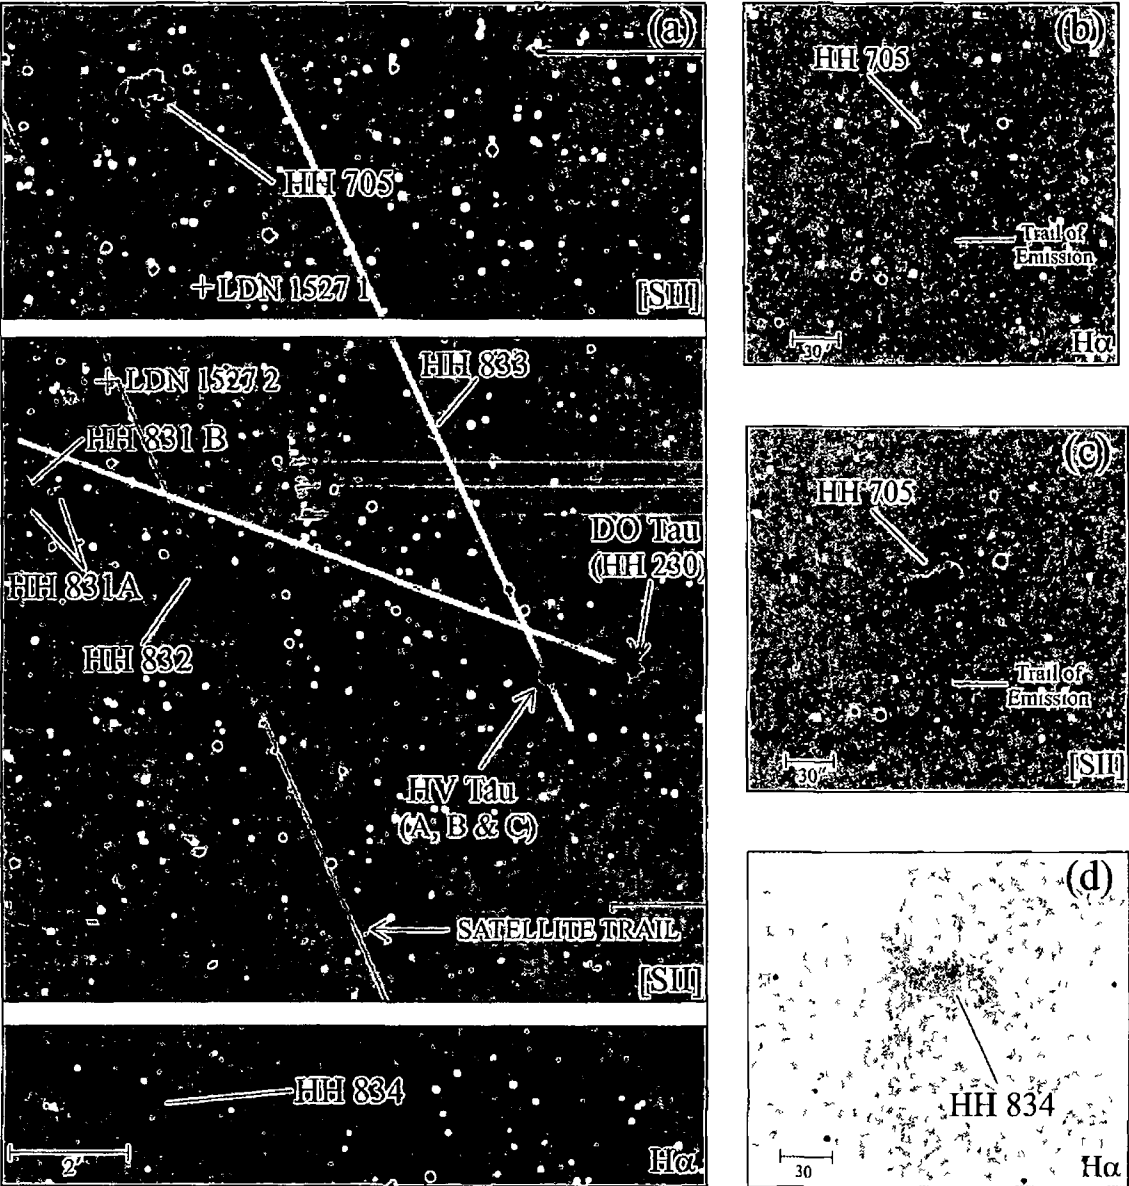 (a)
HH 705
+LDN 1527 1
[SII]
+LDN 1527 2
HH 833
HH 831 B
DO Tau
(HH 230)
HH 831A
HH 832
HV Tau
(A, B & C)
SATELLITE TRAIL
[SII]
HH 834
2'
Hα
(b)
HH 705
Trail of
Emission
30
Hα
(c)
HH 705
Trail of
Emission
30"
[SII]
(d)
HH 834
30
Hα